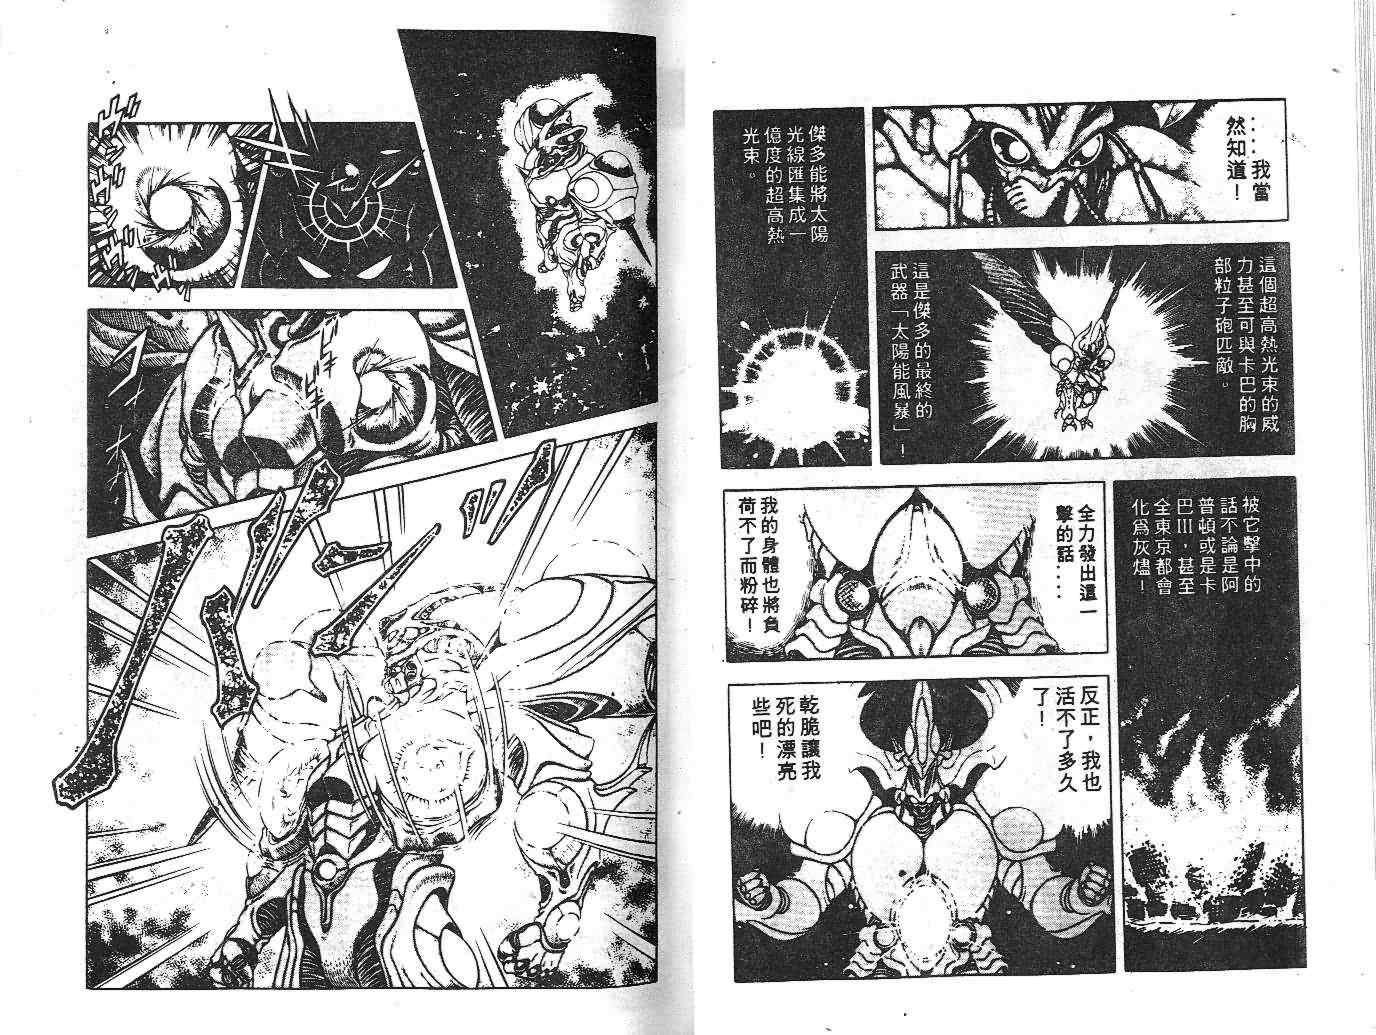 ⋯⋯我當
然知道！
傑多能將太陽
光線匯集成一
億度的超高熱
光束。
這個超高熱光束的威
力甚至可與卡巴的胸
部粒子砲匹敵。
這是傑多的最終的
武器「太陽能風暴」！
被它擊中的
話不論是阿
普頓或是卡
巴III，甚至
全東京都會
化爲灰燼！
全力發出這一
擊的話⋯⋯
我的身體也將負
荷不了而粉碎！
反正，我也
活不了多久
了！
乾脆讓我
死的漂亮
些吧！